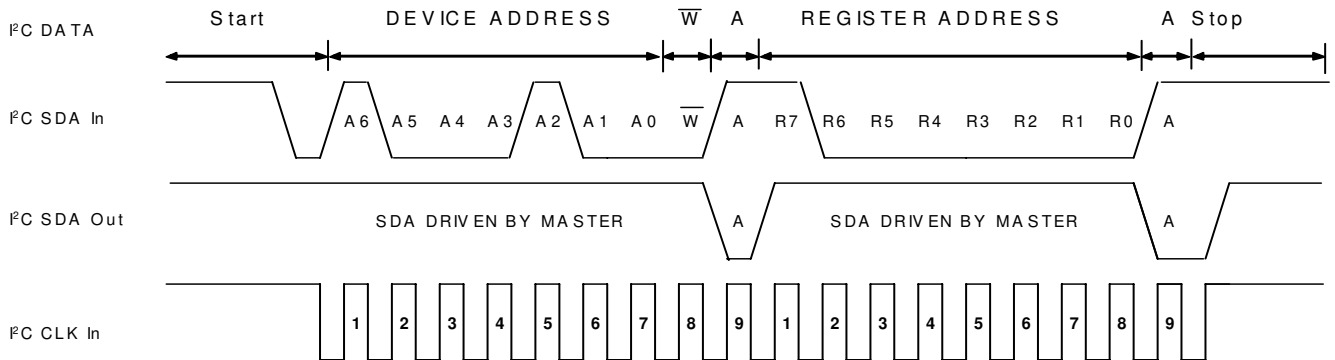 I²C DATA Start DEVICE ADDRESS W̅ A REGISTER ADDRESS A Stop
I²C SDA In A6 A5 A4 A3 A2 A1 A0 W̅ A R7 R6 R5 R4 R3 R2 R1 R0 A
I²C SDA Out SDA DRIVEN BY MASTER A SDA DRIVEN BY MASTER A
I²C CLK In 1 2 3 4 5 6 7 8 9 1 2 3 4 5 6 7 8 9